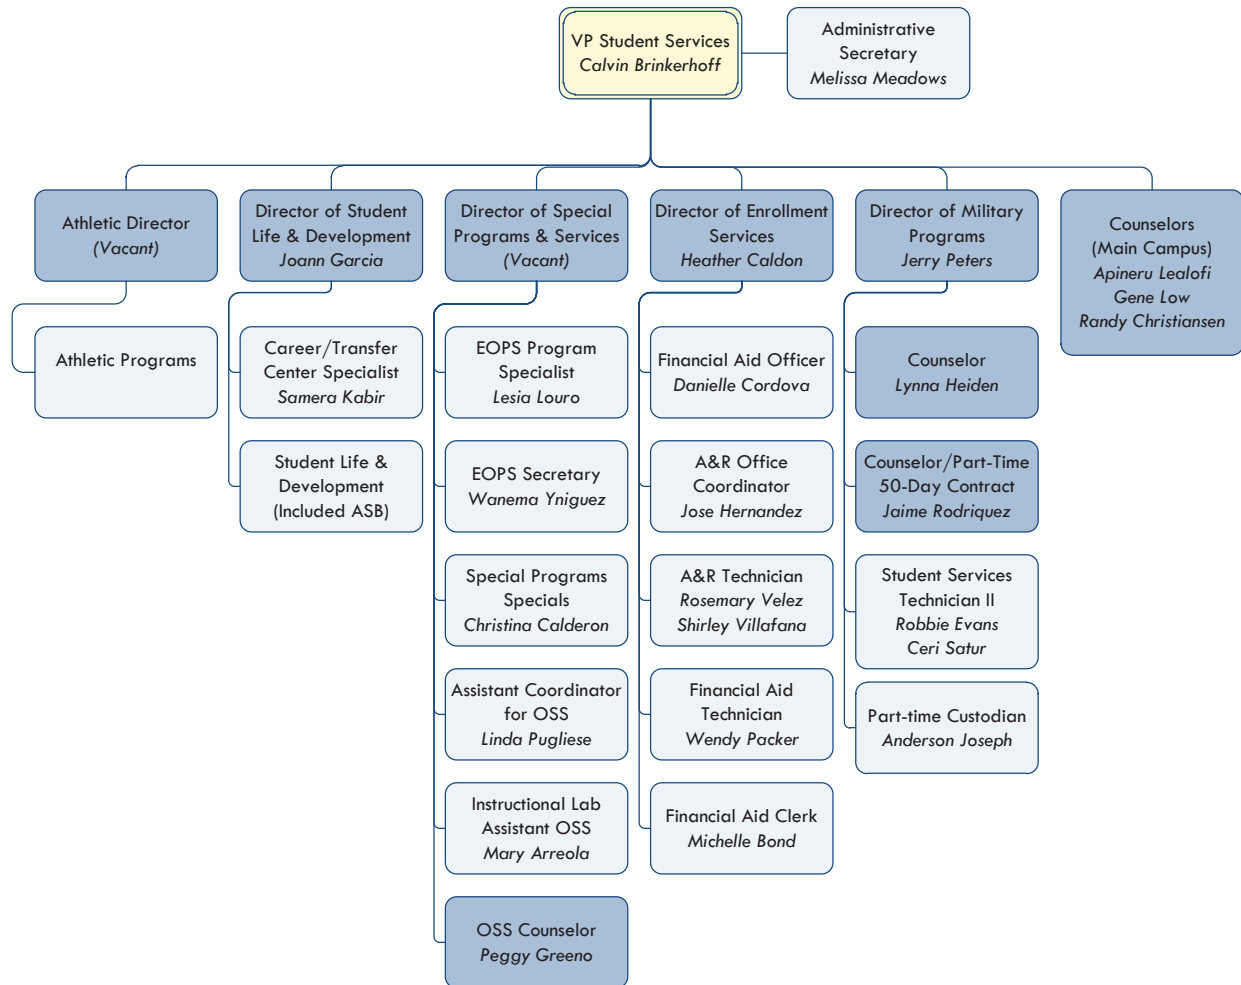 VP Student Services
Calvin Brinkerhoff
Administrative
Secretary
Melissa Meadows
Athletic Director
(Vacant)
Director of Student
Life & Development
Joann Garcia
Director of Special
Programs & Services
(Vacant)
Director of Enrollment
Services
Heather Caldon
Director of Military
Programs
Jerry Peters
Counselors
(Main Campus)
Apineru Lealofi
Gene Low
Randy Christiansen
Athletic Programs
Career/Transfer
Center Specialist
Samera Kabir
Student Life &
Development
(Included ASB)
EOPS Program
Specialist
Lesia Louro
EOPS Secretary
Wanema Yniguez
Special Programs
Specials
Christina Calderon
Assistant Coordinator
for OSS
Linda Pugliese
Instructional Lab
Assistant OSS
Mary Arreola
OSS Counselor
Peggy Greeno
Financial Aid Officer
Danielle Cordova
A&R Office
Coordinator
Jose Hernandez
A&R Technician
Rosemary Velez
Shirley Villafana
Financial Aid
Technician
Wendy Packer
Financial Aid Clerk
Michelle Bond
Counselor
Lynna Heiden
Counselor/Part-Time
50-Day Contract
Jaime Rodriquez
Student Services
Technician II
Robbie Evans
Ceri Satur
Part-time Custodian
Anderson Joseph